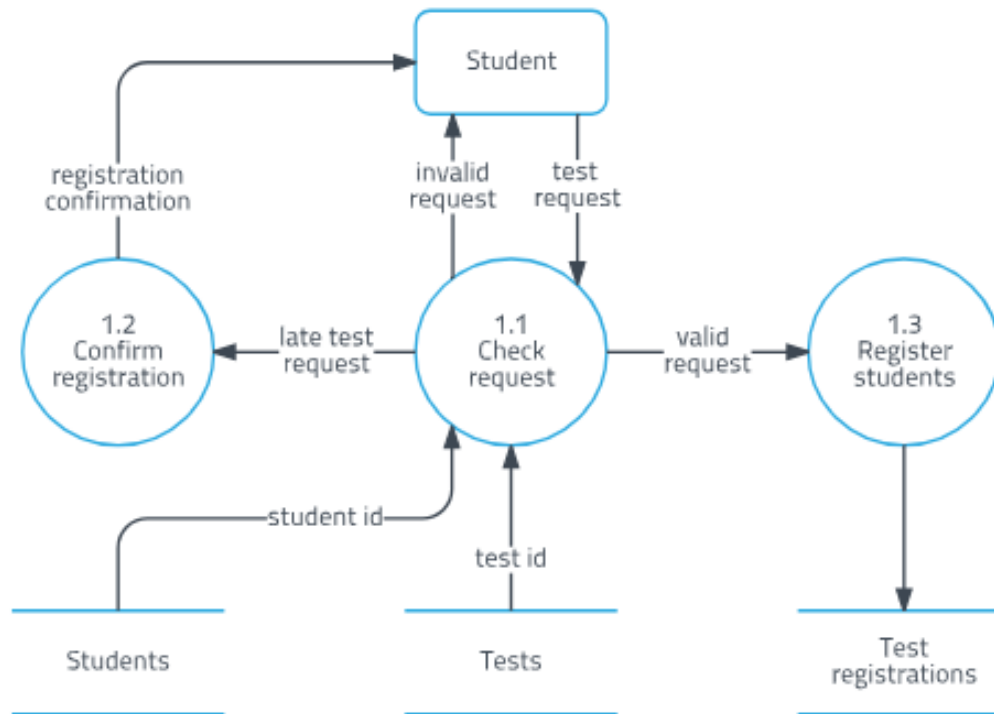 Student
registration
confirmation
invalid
request
test
request
1.2
Confirm
registration
late test
request
1.1
Check
request
valid
request
1.3
Register
students
student id
test id
Students
Tests
Test
registrations